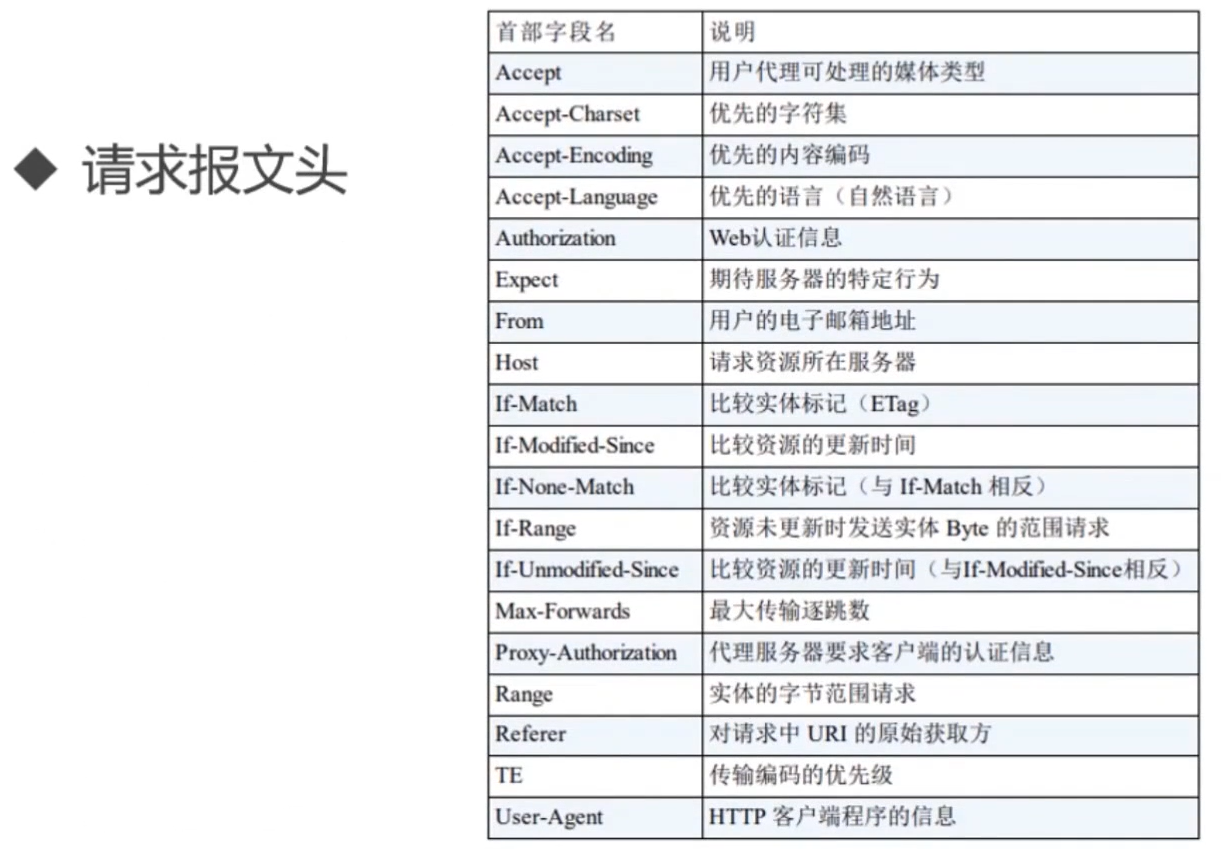 ◆ 请求报文头
首部字段名 说明
Accept 用户代理可处理的媒体类型
Accept-Charset 优先的字符集
Accept-Encoding 优先的内容编码
Accept-Language 优先的语言（自然语言）
Authorization Web认证信息
Expect 期待服务器的特定行为
From 用户的电子邮箱地址
Host 请求资源所在服务器
If-Match 比较实体标记（ETag）
If-Modified-Since 比较资源的更新时间
If-None-Match 比较实体标记（与 If-Match 相反）
If-Range 资源未更新时发送实体 Byte 的范围请求
If-Unmodified-Since 比较资源的更新时间（与If-Modified-Since相反）
Max-Forwards 最大传输逐跳数
Proxy-Authorization 代理服务器要求客户端的认证信息
Range 实体的字节范围请求
Referer 对请求中 URI 的原始获取方
TE 传输编码的优先级
User-Agent HTTP 客户端程序的信息